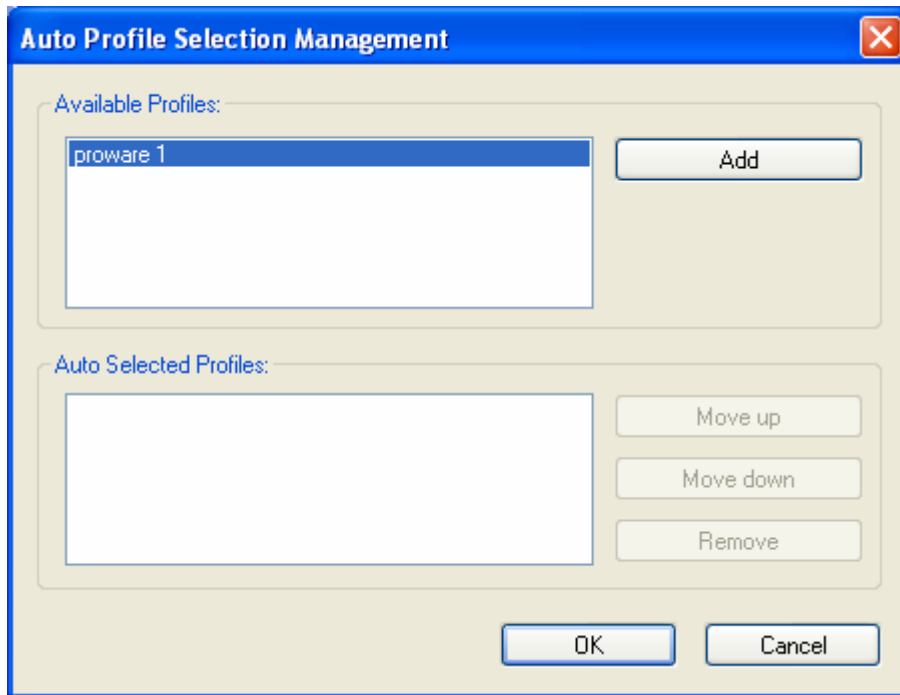 Auto Profile Selection Management
Available Profiles:
proware 1
Add
Auto Selected Profiles:
Move up
Move down
Remove
OK
Cancel